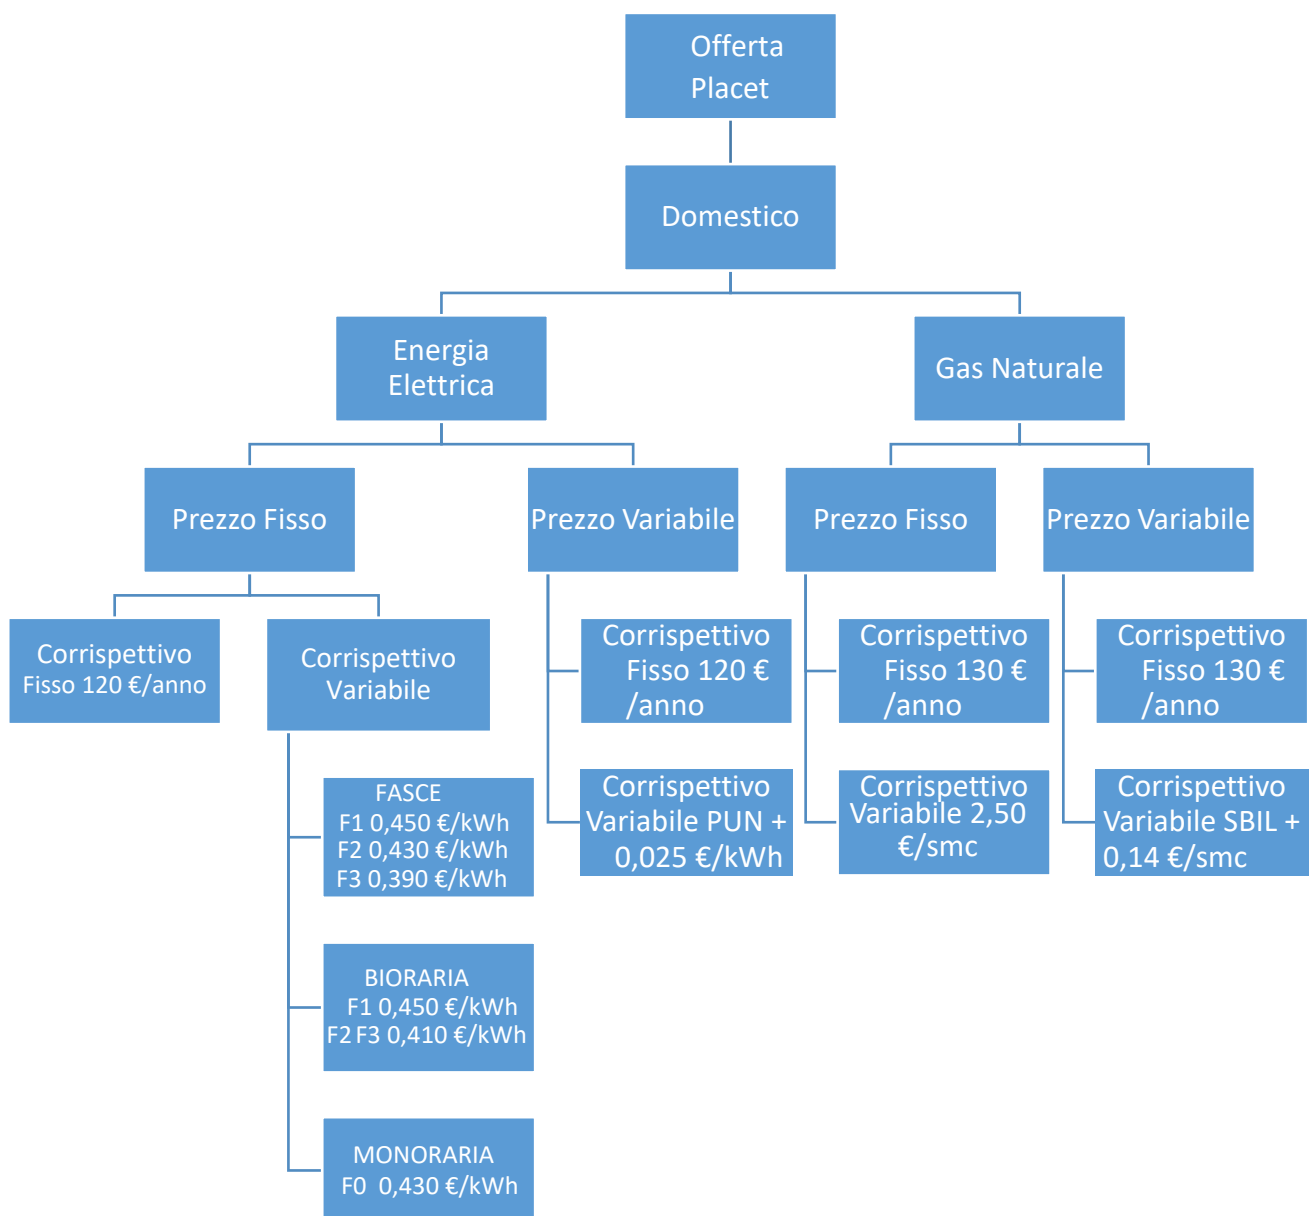 Offerta
Placet
Domestico
Energia
Elettrica
Gas Naturale
Prezzo Fisso
Prezzo Variabile
Prezzo Fisso
Prezzo Variabile
Corrispettivo
Fisso 120 €/anno
Corrispettivo
Variabile
FASCE
F1 0,450 €/kWh
F2 0,430 €/kWh
F3 0,390 €/kWh
BIORARIA
F1 0,450 €/kWh
F2 F3 0,410 €/kWh
MONORARIA
F0 0,430 €/kWh
Corrispettivo
Fisso 120 €
/anno
Corrispettivo
Variabile PUN +
0,025 €/kWh
Corrispettivo
Fisso 130 €
/anno
Corrispettivo
Variabile 2,50
€/smc
Corrispettivo
Fisso 130 €
/anno
Corrispettivo
Variabile SBIL +
0,14 €/smc